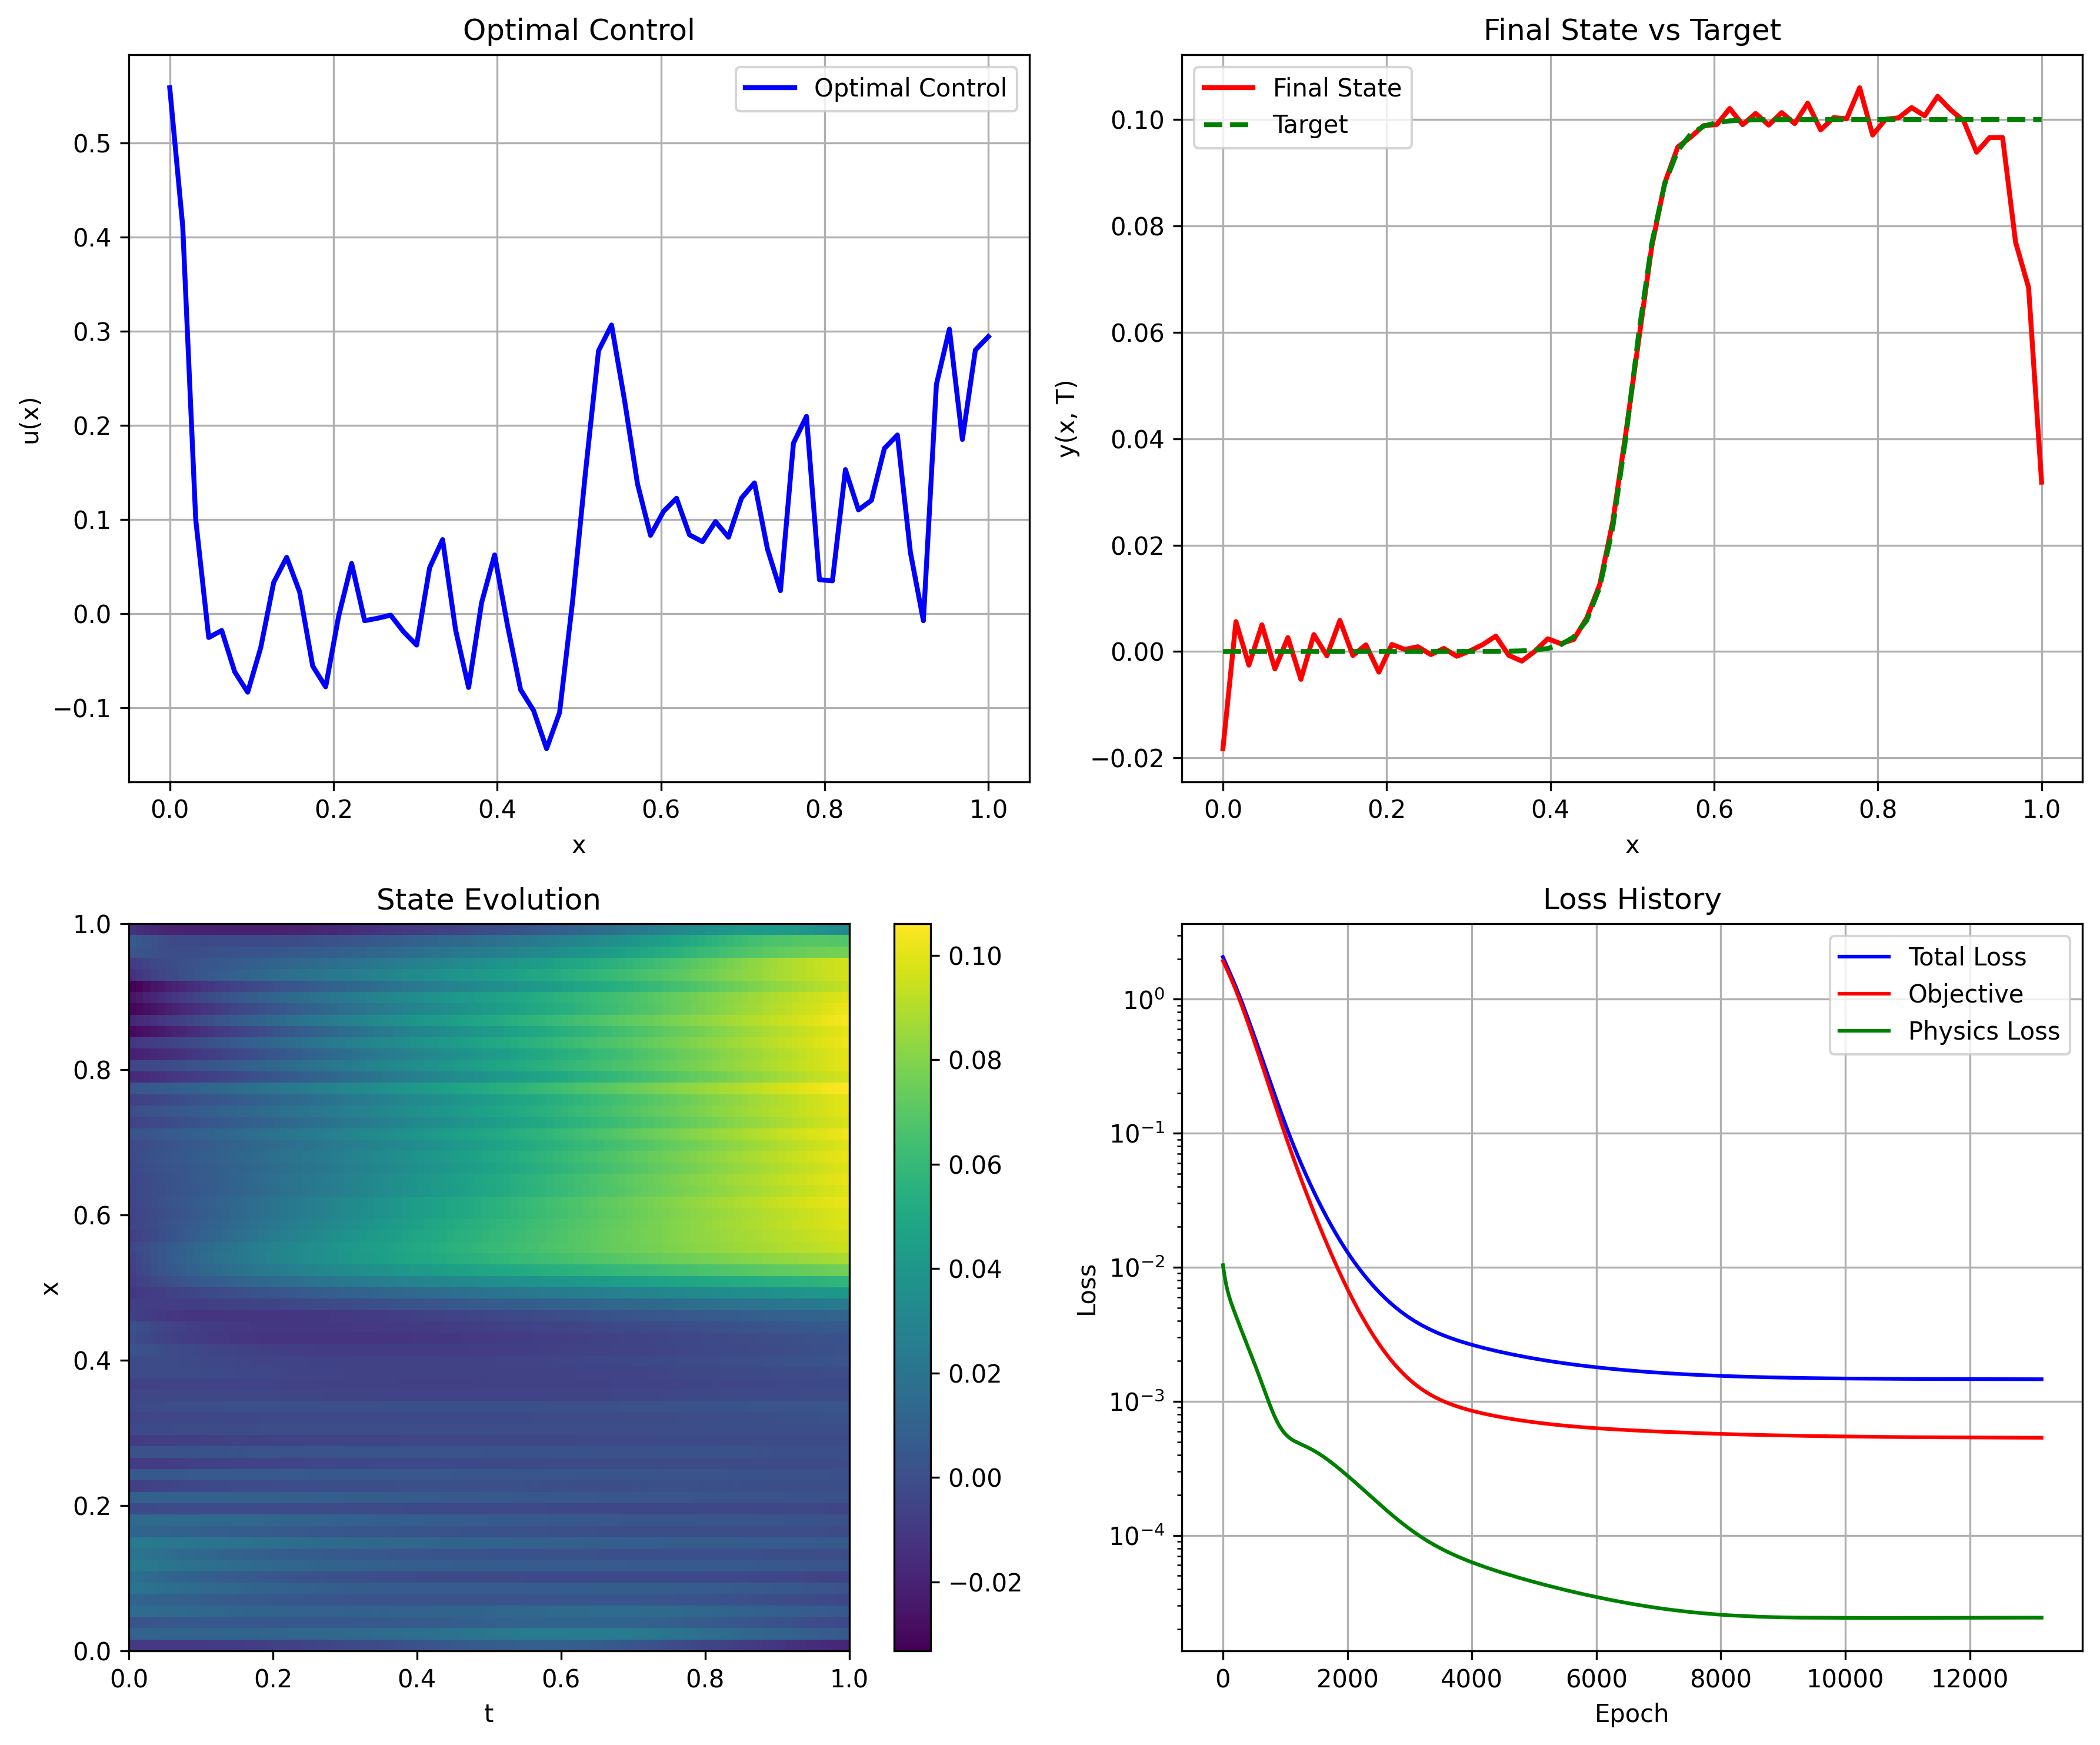 Optimal Control
Optimal Control
0.5
0.4
0.3
0.2
0.1
0.0
−0.1
u(x)
0.0 0.2 0.4 0.6 0.8 1.0
x
Final State vs Target
Final State
Target
0.10
0.08
0.06
0.04
0.02
0.00
−0.02
y(x, T)
0.0 0.2 0.4 0.6 0.8 1.0
x
State Evolution
1.0
0.8
0.6
0.4
0.2
0.0
x
0.0 0.2 0.4 0.6 0.8 1.0
t
0.10
0.08
0.06
0.04
0.02
0.00
−0.02
Loss History
Total Loss
Objective
Physics Loss
10⁰
10⁻¹
10⁻²
10⁻³
10⁻⁴
Loss
0 2000 4000 6000 8000 10000 12000
Epoch